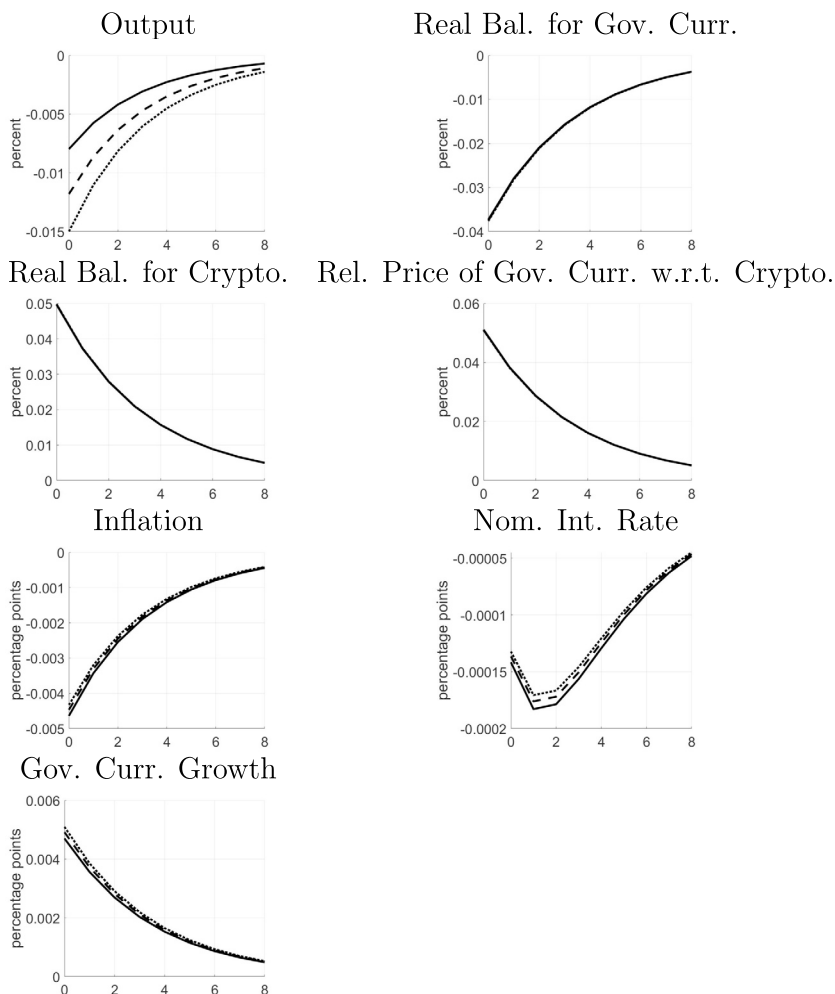 Output
Real Bal. for Gov. Curr.
0
-0.005
-0.01
-0.015
percent
0 2 4 6 8
0
-0.01
-0.02
-0.03
-0.04
percent
0 2 4 6 8
Real Bal. for Crypto.
Rel. Price of Gov. Curr. w.r.t. Crypto.
0.05
0.04
0.03
0.02
0.01
0
percent
0 2 4 6 8
0.06
0.04
0.02
0
percent
0 2 4 6 8
Inflation
Nom. Int. Rate
0
-0.001
-0.002
-0.003
-0.004
-0.005
percentage points
0 2 4 6 8
-0.00005
-0.0001
-0.00015
-0.0002
percentage points
0 2 4 6 8
Gov. Curr. Growth
0.006
0.004
0.002
0
percentage points
0 2 4 6 8